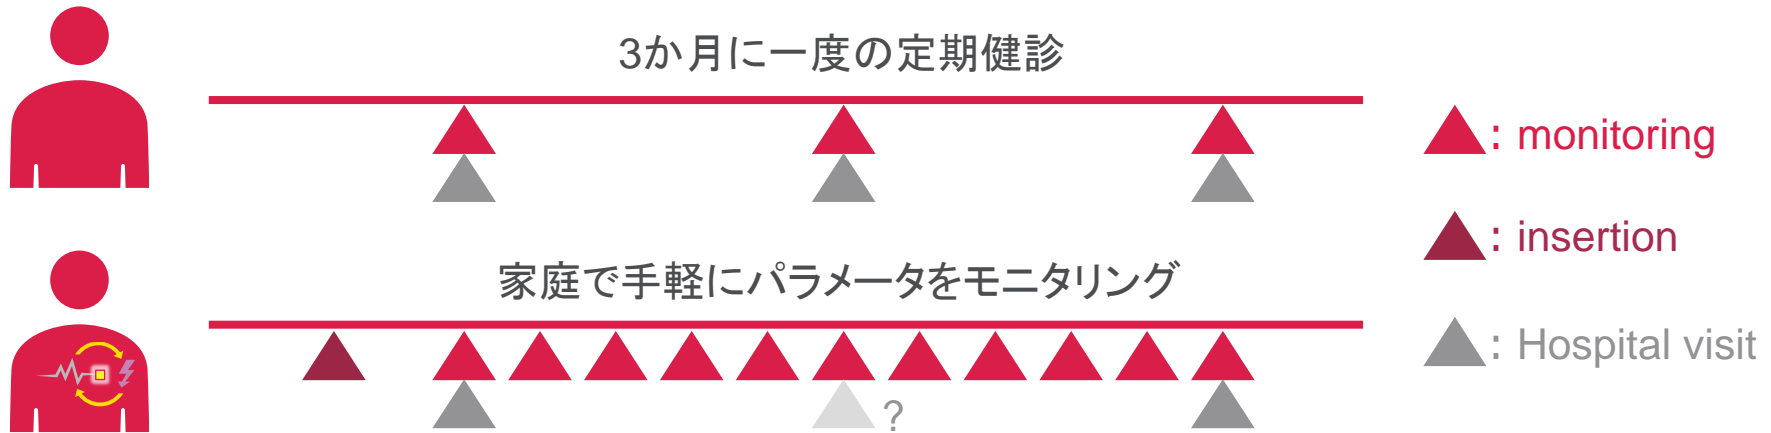 3か月に一度の定期健診
: monitoring
: insertion
家庭で手軽にパラメータをモニタリング
: Hospital visit
?